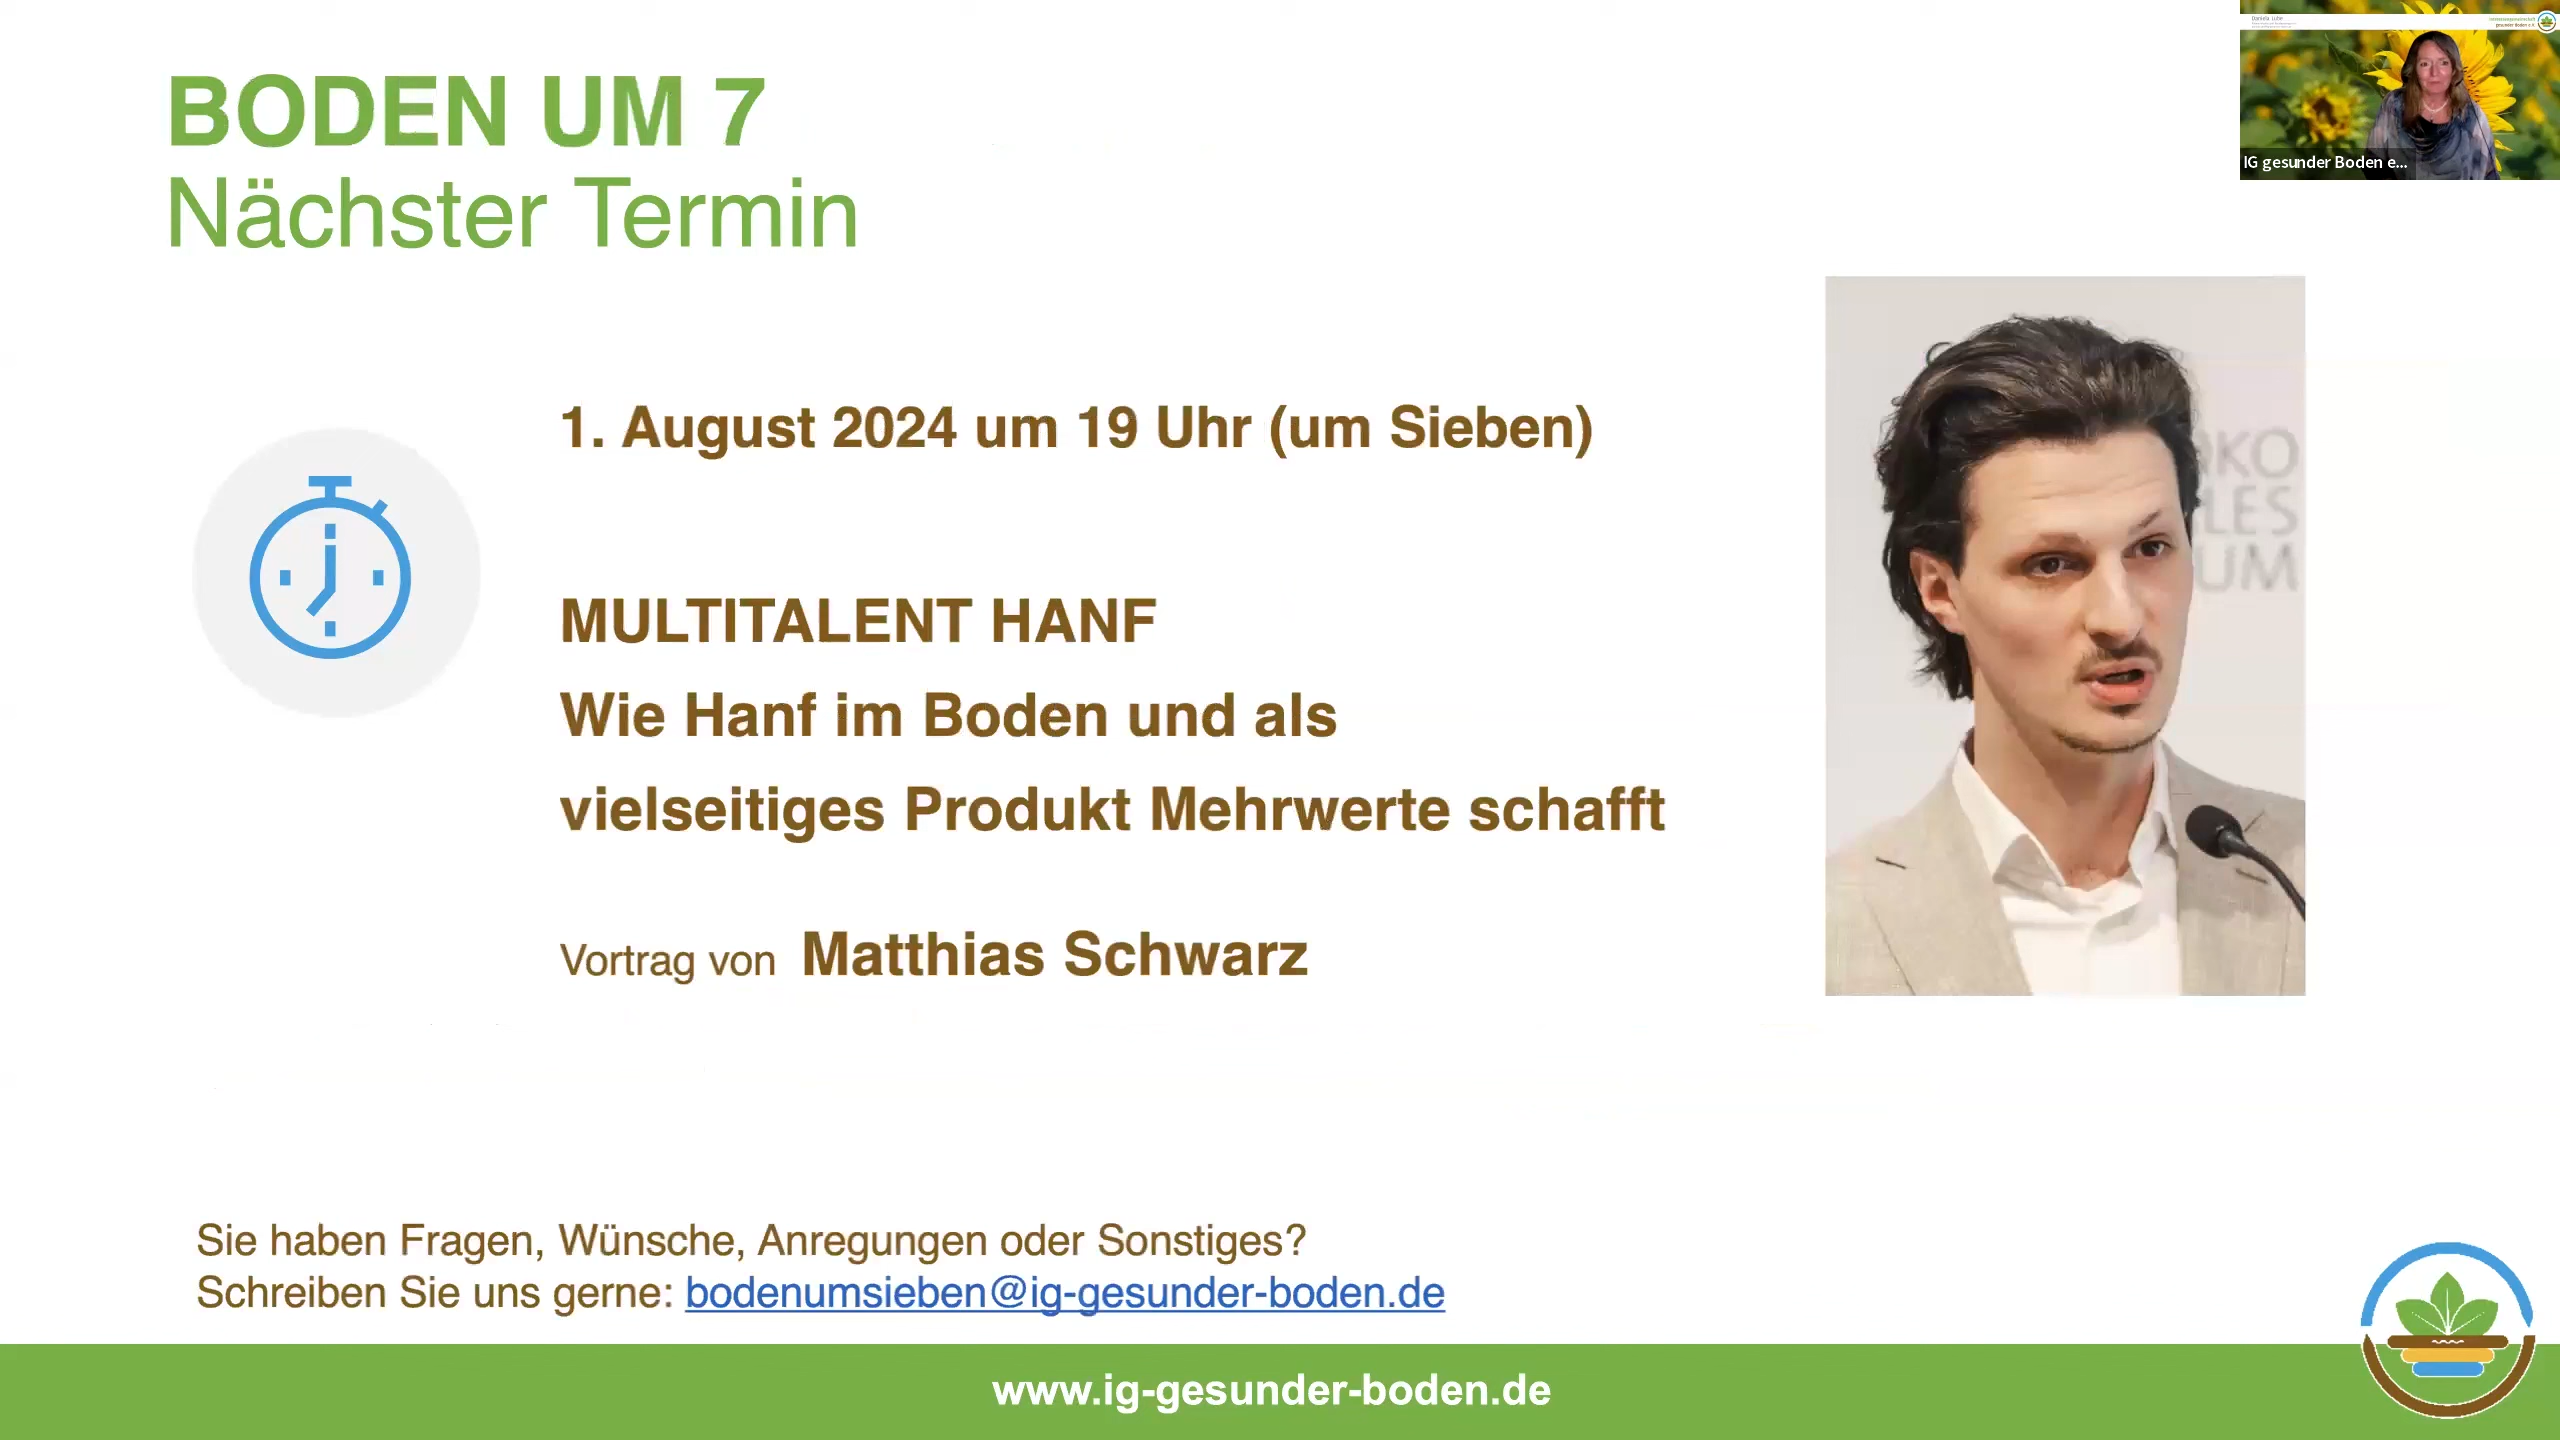 BODEN UM 7
Nächster Termin
IG gesunder Boden e...
1. August 2024 um 19 Uhr (um Sieben)
MULTITALENT HANF
Wie Hanf im Boden und als
vielseitiges Produkt Mehrwerte schafft
Vortrag von Matthias Schwarz
Sie haben Fragen, Wünsche, Anregungen oder Sonstiges?
Schreiben Sie uns gerne: bodenumsieben@ig-gesunder-boden.de
www.ig-gesunder-boden.de